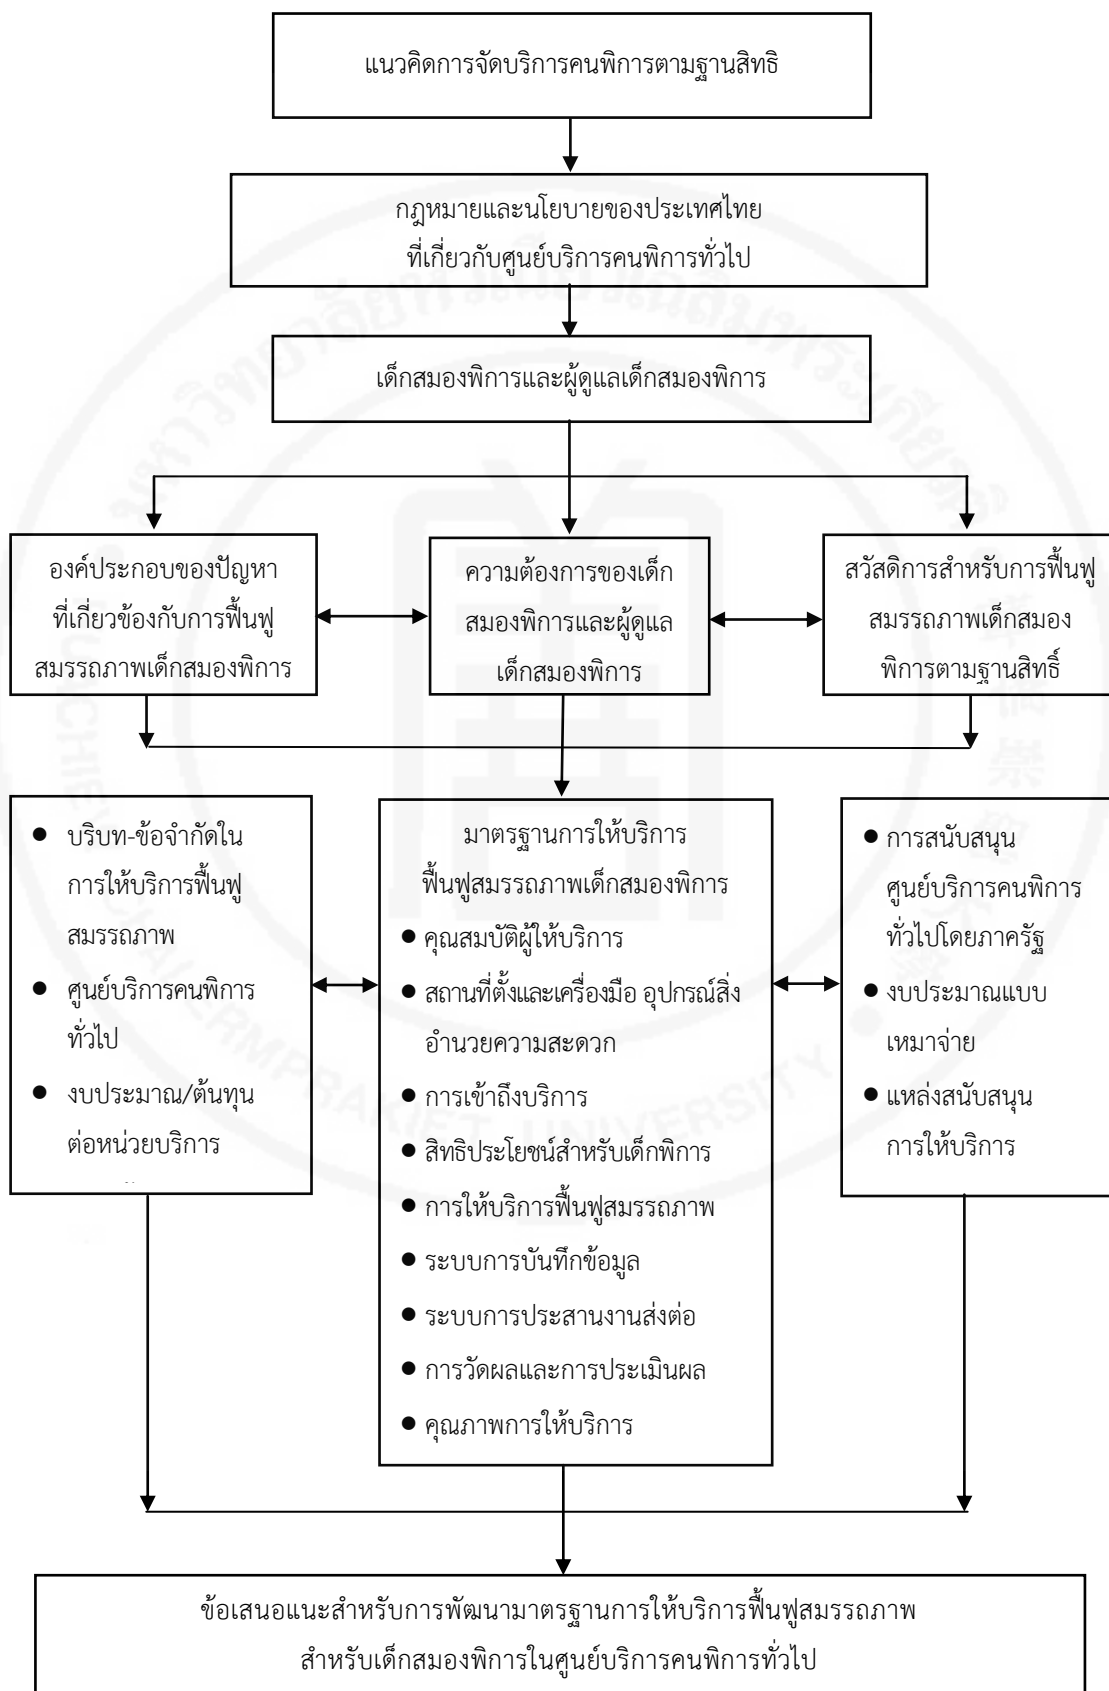 แนวคิดการจัดบริการคนพิการตามฐานสิทธิ
กฎหมายและนโยบายของประเทศไทย
ที่เกี่ยวกับศูนย์บริการคนพิการทั่วไป
เด็กสมองพิการและผู้ดูแลเด็กสมองพิการ
องค์ประกอบของปัญหา
ที่เกี่ยวข้องกับการฟื้นฟู
สมรรถภาพเด็กสมองพิการ
ความต้องการของเด็ก
สมองพิการและผู้ดูแล
เด็กสมองพิการ
สวัสดิการสำหรับการฟื้นฟู
สมรรถภาพเด็กสมอง
พิการตามฐานสิทธิ์
● บริบท-ข้อจำกัดใน
การให้บริการฟื้นฟู
สมรรถภาพ
● ศูนย์บริการคนพิการ
ทั่วไป
● งบประมาณ/ต้นทุน
ต่อหน่วยบริการ
มาตรฐานการให้บริการ
ฟื้นฟูสมรรถภาพเด็กสมองพิการ
● คุณสมบัติผู้ให้บริการ
● สถานที่ตั้งและเครื่องมือ อุปกรณ์สิ่ง
อำนวยความสะดวก
● การเข้าถึงบริการ
● สิทธิประโยชน์สำหรับเด็กพิการ
● การให้บริการฟื้นฟูสมรรถภาพ
● ระบบการบันทึกข้อมูล
● ระบบการประสานงานส่งต่อ
● การวัดผลและการประเมินผล
● คุณภาพการให้บริการ
● การสนับสนุน
ศูนย์บริการคนพิการ
ทั่วไปโดยภาครัฐ
● งบประมาณแบบ
เหมาจ่าย
● แหล่งสนับสนุน
การให้บริการ
ข้อเสนอแนะสำหรับการพัฒนามาตรฐานการให้บริการฟื้นฟูสมรรถภาพ
สำหรับเด็กสมองพิการในศูนย์บริการคนพิการทั่วไป